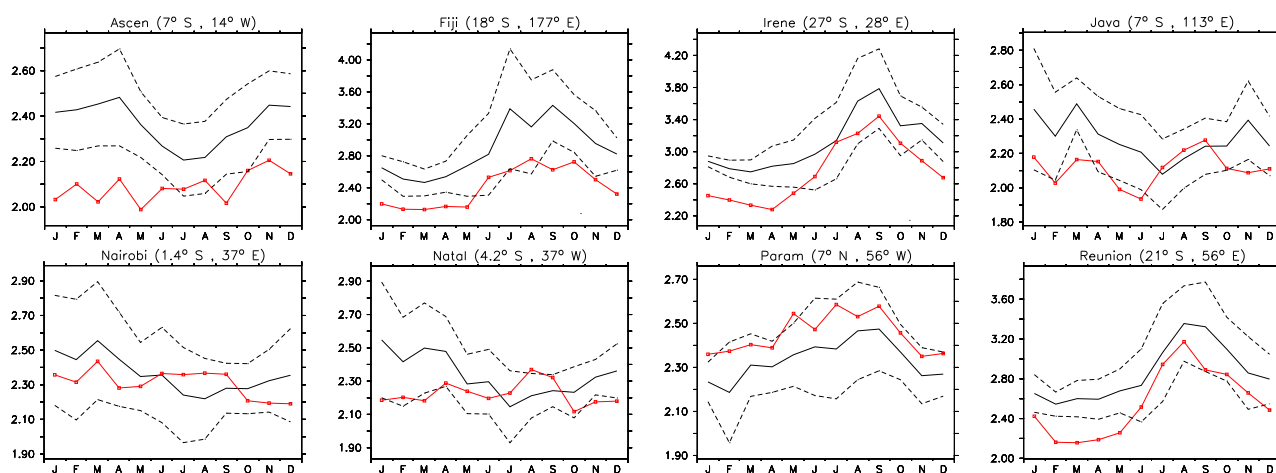 Ascen (7° S , 14° W)
2.60
2.40
2.20
2.00
J F M A M J J A S O N D
Fiji (18° S , 177° E)
4.00
3.60
3.20
2.80
2.40
2.00
J F M A M J J A S O N D
Irene (27° S , 28° E)
4.20
3.80
3.40
3.00
2.60
2.20
J F M A M J J A S O N D
Java (7° S , 113° E)
2.80
2.60
2.40
2.20
2.00
1.80
J F M A M J J A S O N D
Nairobi (1.4° S , 37° E)
2.90
2.70
2.50
2.30
2.10
1.90
J F M A M J J A S O N D
Natal (4.2° S , 37° W)
2.90
2.70
2.50
2.30
2.10
1.90
J F M A M J J A S O N D
Param (7° N , 56° W)
2.70
2.50
2.30
2.10
1.90
J F M A M J J A S O N D
Reunion (21° S , 56° E)
3.60
3.20
2.80
2.40
2.00
J F M A M J J A S O N D